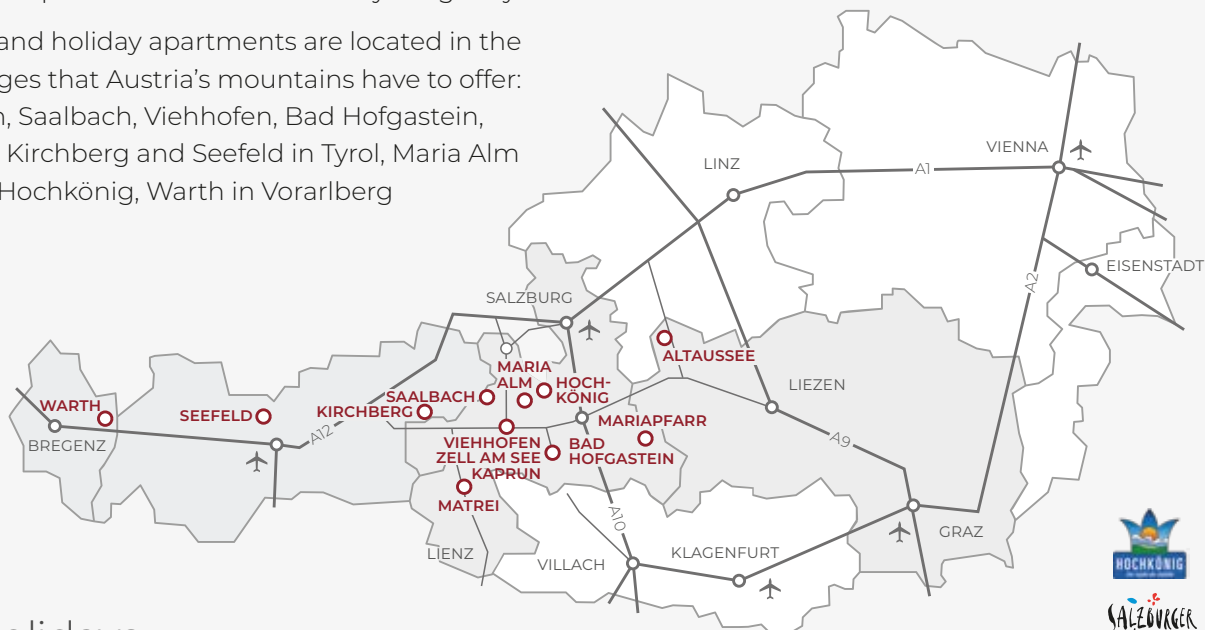 and holiday apartments are located in the
ges that Austria's mountains have to offer:
, Saalbach, Viehhofen, Bad Hofgastein,
Kirchberg and Seefeld in Tyrol, Maria Alm
Hochkönig, Warth in Vorarlberg
LINZ
VIENNA
A1
EISENSTADT
A2
SALZBURG
ALTAUSSEE
MARIA
ALM
HOCH-
KÖNIG
LIEZEN
SAALBACH
WARTH
SEEFELD
KIRCHBERG
MARIAPFARR
BREGENZ
A12
A9
VIEHHOFEN
ZELL AM SEE
KAPRUN
BAD
HOFGASTEIN
MATREI
A10
GRAZ
LIENZ
VILLACH
KLAGENFURT
HOCHKÖNIG
SALZBURGER